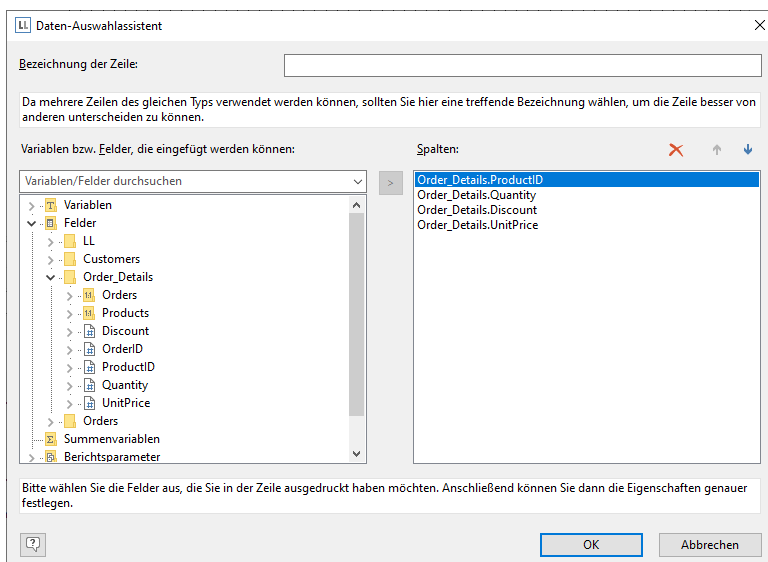 LL Daten-Auswahlassistent
Bezeichnung der Zeile:
Da mehrere Zeilen des gleichen Typs verwendet werden können, sollten Sie hier eine treffende Bezeichnung wählen, um die Zeile besser von
anderen unterscheiden zu können.
Variablen bzw. Felder, die eingefügt werden können:
Variablen/Felder durchsuchen
Variablen
Felder
LL
Customers
Order_Details
Orders
Products
Discount
OrderID
ProductID
Quantity
UnitPrice
Orders
Summenvariablen
Berichtsparameter
>
Spalten:
Order_Details.ProductID
Order_Details.Quantity
Order_Details.Discount
Order_Details.UnitPrice
Bitte wählen Sie die Felder aus, die Sie in der Zeile ausgedruckt haben möchten. Anschließend können Sie dann die Eigenschaften genauer
festlegen.
OK
Abbrechen